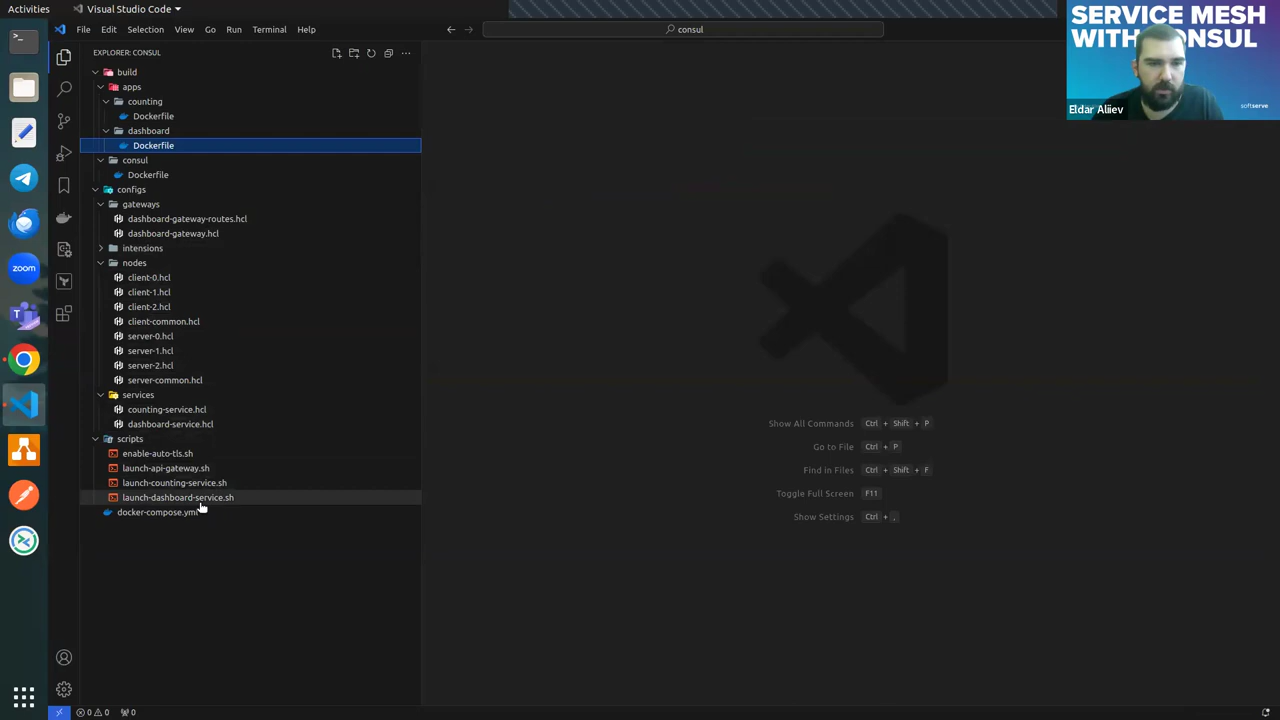 Activities
Visual Studio Code
File Edit Selection View Go Run Terminal Help
consul
EXPLORER: CONSUL
build
apps
counting
Dockerfile
dashboard
Dockerfile
consul
Dockerfile
configs
gateways
dashboard-gateway-routes.hcl
dashboard-gateway.hcl
intensions
nodes
client-0.hcl
client-1.hcl
client-2.hcl
client-common.hcl
server-0.hcl
server-1.hcl
server-2.hcl
server-common.hcl
services
counting-service.hcl
dashboard-service.hcl
scripts
enable-auto-tls.sh
launch-api-gateway.sh
launch-counting-service.sh
launch-dashboard-service.sh
docker-compose.yml
Show All Commands Ctrl + Shift + P
Go to File Ctrl + P
Find in Files Ctrl + Shift + F
Toggle Full Screen F11
Show Settings Ctrl + ,
SERVICE MESH
WITH CONSUL
Eldar Aliiev
softserve
zoom
0 0 0